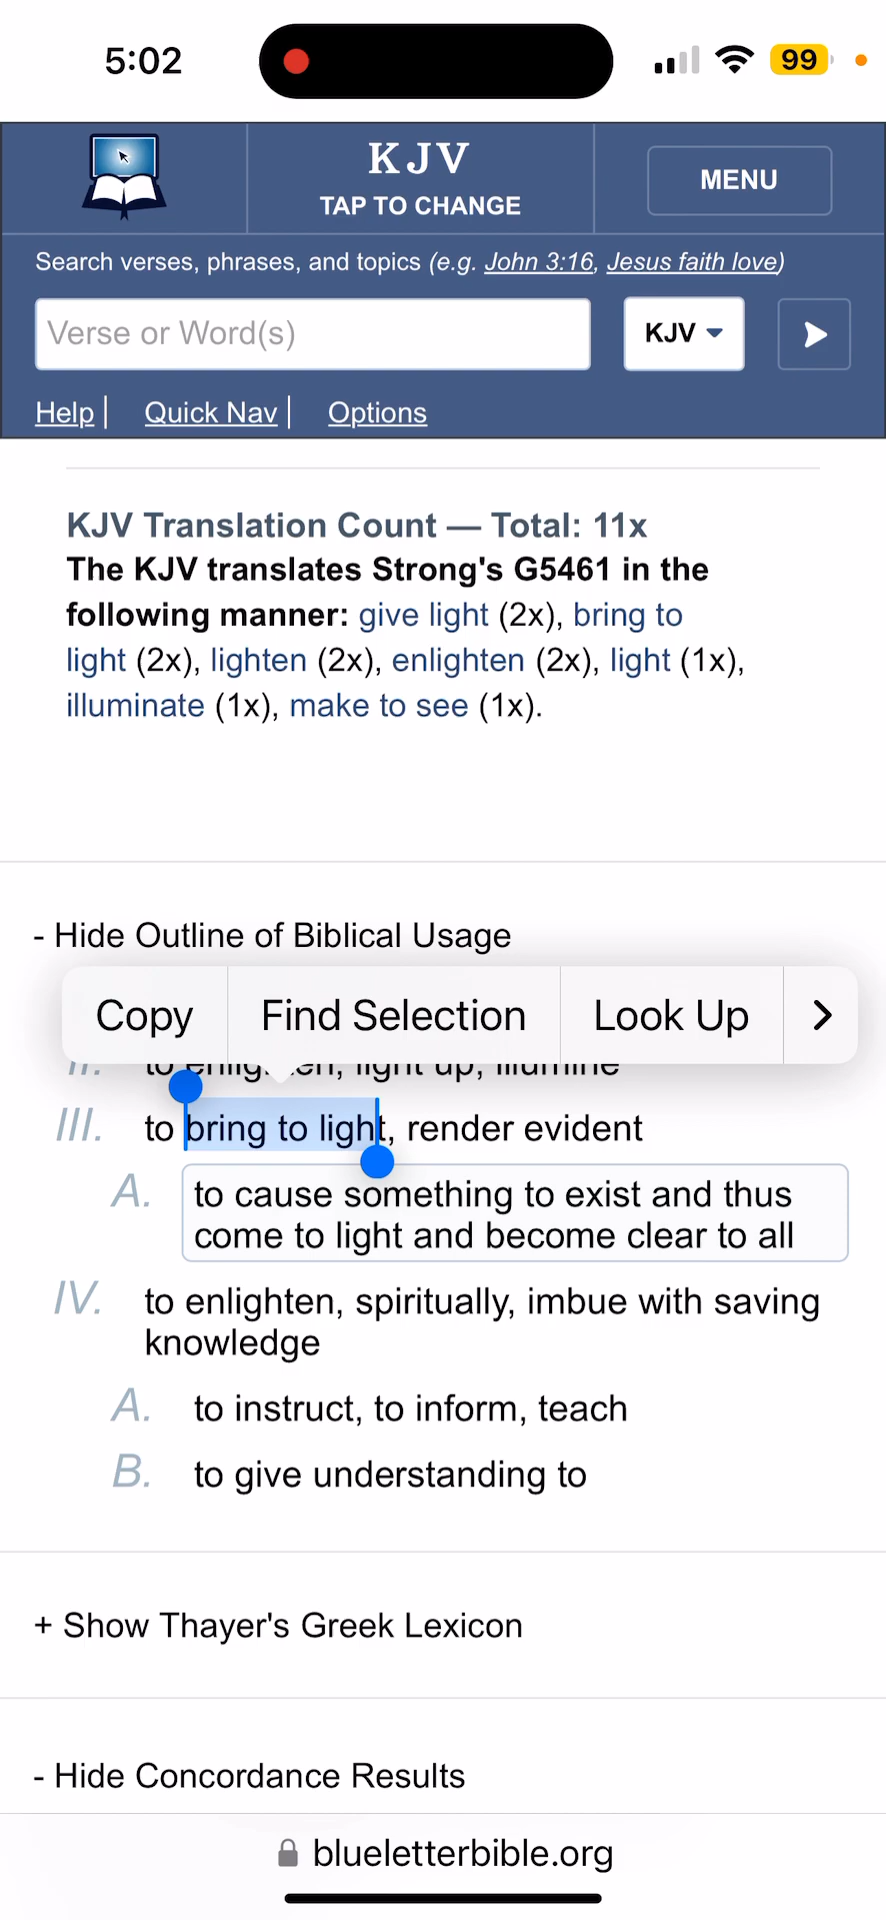 5:02
99
KJV
TAP TO CHANGE
MENU
Search verses, phrases, and topics (e.g. John 3:16, Jesus faith love)
Verse or Word(s)
KJV
Help | Quick Nav | Options
KJV Translation Count — Total: 11x
The KJV translates Strong's G5461 in the
following manner: give light (2x), bring to
light (2x), lighten (2x), enlighten (2x), light (1x),
illuminate (1x), make to see (1x).
- Hide Outline of Biblical Usage
Copy Find Selection Look Up
II. to enlighten, light up, illumine
III. to bring to light, render evident
A. to cause something to exist and thus
come to light and become clear to all
IV. to enlighten, spiritually, imbue with saving
knowledge
A. to instruct, to inform, teach
B. to give understanding to
+ Show Thayer's Greek Lexicon
- Hide Concordance Results
blueletterbible.org